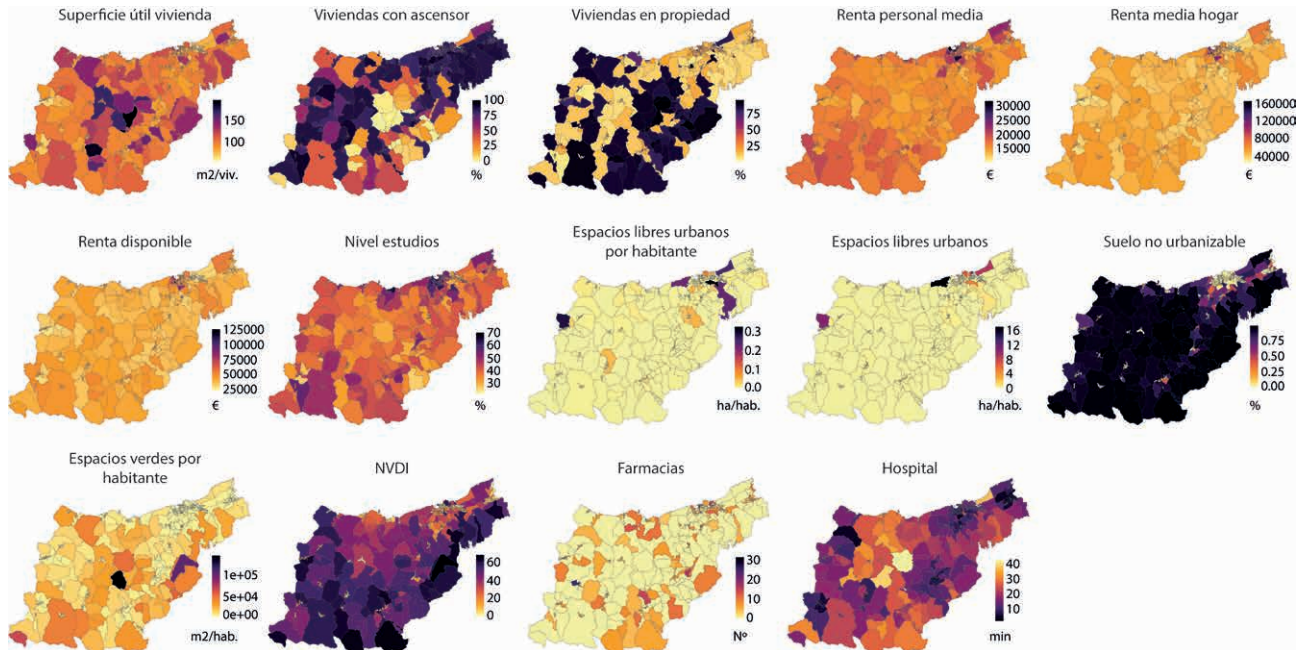 Superficie útil vivienda
150
100
m2/viv.
Viviendas con ascensor
100
75
50
25
0
%
Viviendas en propiedad
75
50
25
%
Renta personal media
30000
25000
20000
15000
€
Renta media hogar
160000
120000
80000
40000
€
Renta disponible
125000
100000
75000
50000
25000
€
Nivel estudios
70
60
50
40
30
%
Espacios libres urbanos
por habitante
0.3
0.2
0.1
0.0
ha/hab.
Espacios libres urbanos
16
12
8
4
0
ha/hab.
Suelo no urbanizable
0.75
0.50
0.25
0.00
%
Espacios verdes por
habitante
1e+05
5e+04
0e+00
m2/hab.
NVDI
60
40
20
0
Farmacias
30
20
10
0
Nº
Hospital
40
30
20
10
min